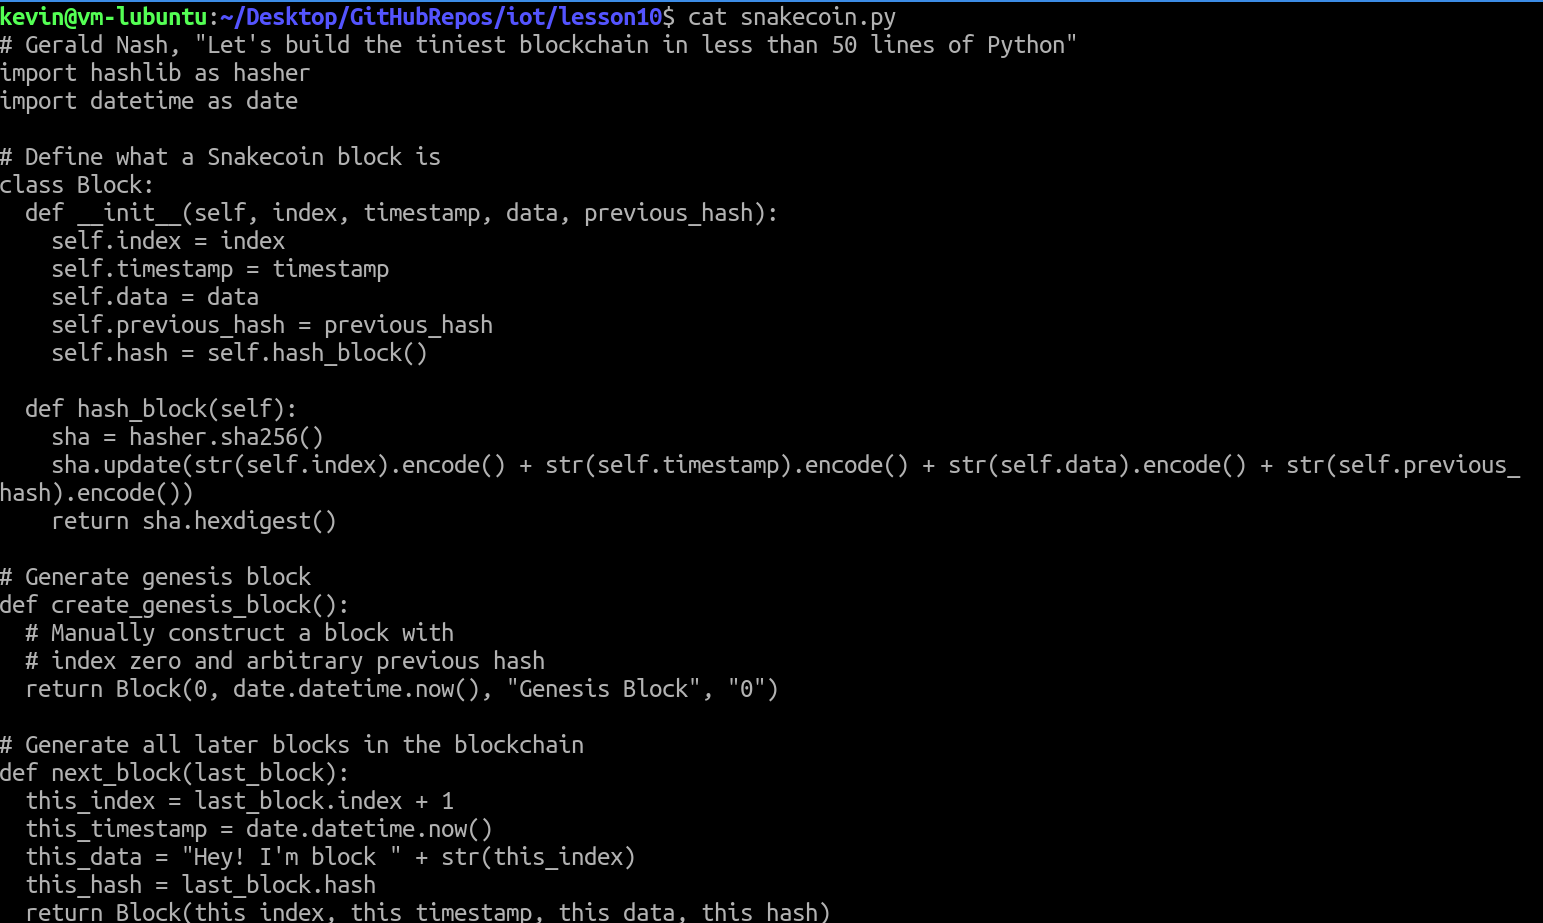 kevin@vm-lubuntu:~/Desktop/GitHubRepos/iot/lesson10$ cat snakecoin.py
# Gerald Nash, "Let's build the tiniest blockchain in less than 50 lines of Python"
import hashlib as hasher
import datetime as date

# Define what a Snakecoin block is
class Block:
  def __init__(self, index, timestamp, data, previous_hash):
    self.index = index
    self.timestamp = timestamp
    self.data = data
    self.previous_hash = previous_hash
    self.hash = self.hash_block()

  def hash_block(self):
    sha = hasher.sha256()
    sha.update(str(self.index).encode() + str(self.timestamp).encode() + str(self.data).encode() + str(self.previous_
hash).encode())
    return sha.hexdigest()

# Generate genesis block
def create_genesis_block():
  # Manually construct a block with
  # index zero and arbitrary previous hash
  return Block(0, date.datetime.now(), "Genesis Block", "0")

# Generate all later blocks in the blockchain
def next_block(last_block):
  this_index = last_block.index + 1
  this_timestamp = date.datetime.now()
  this_data = "Hey! I'm block " + str(this_index)
  this_hash = last_block.hash
  return Block(this_index, this_timestamp, this_data, this_hash)